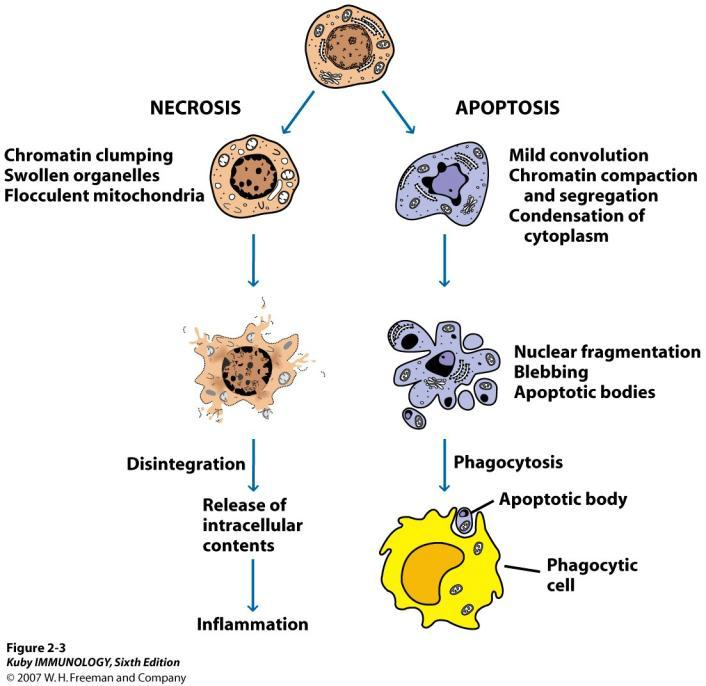 NECROSIS
APOPTOSIS
Chromatin clumping
Swollen organelles
Flocculent mitochondria
Mild convolution
Chromatin compaction
and segregation
Condensation of
cytoplasm
Nuclear fragmentation
Blebbing
Apoptotic bodies
Disintegration
Phagocytosis
Release of
intracellular
contents
Apoptotic body
Phagocytic
cell
Inflammation
Figure 2-3
Kuby IMMUNOLOGY, Sixth Edition
© 2007 W. H. Freeman and Company